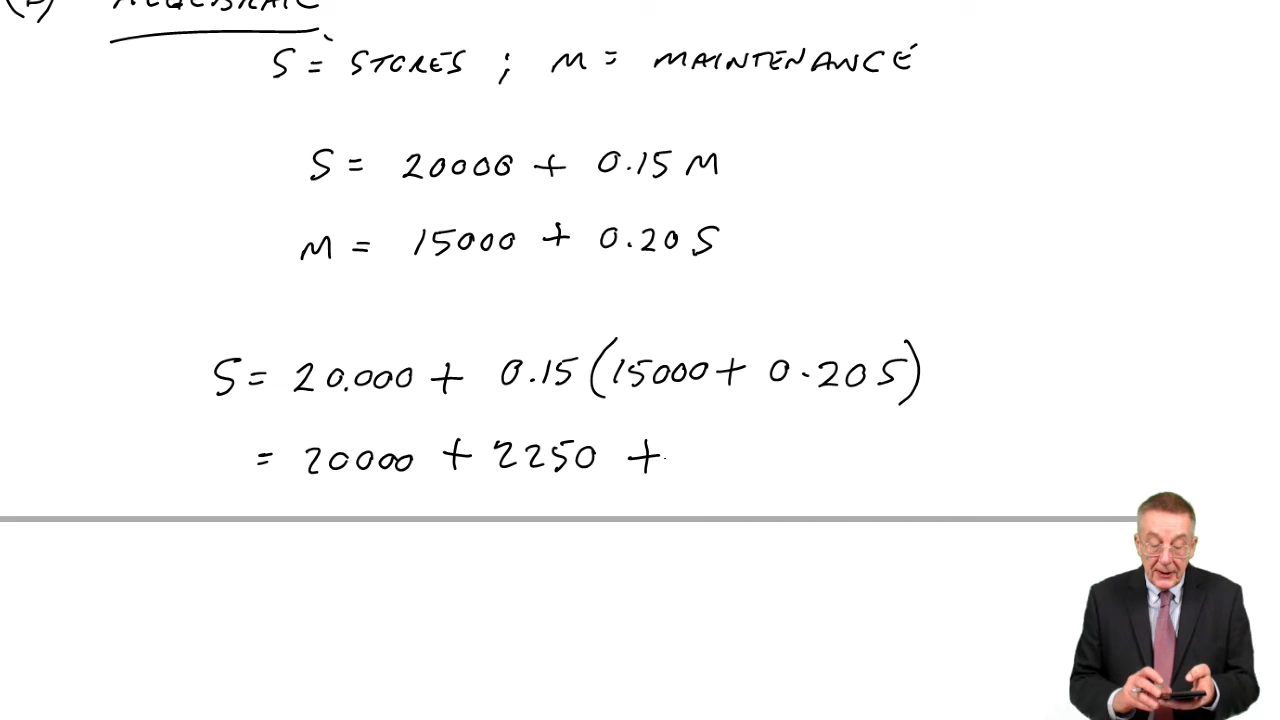 S = STORES ; M = MAINTENANCE
S = 20000 + 0.15 M
M = 15000 + 0.20 S
S = 20,000 + 0.15 (15000 + 0.20 S)
= 20000 + 2250 +